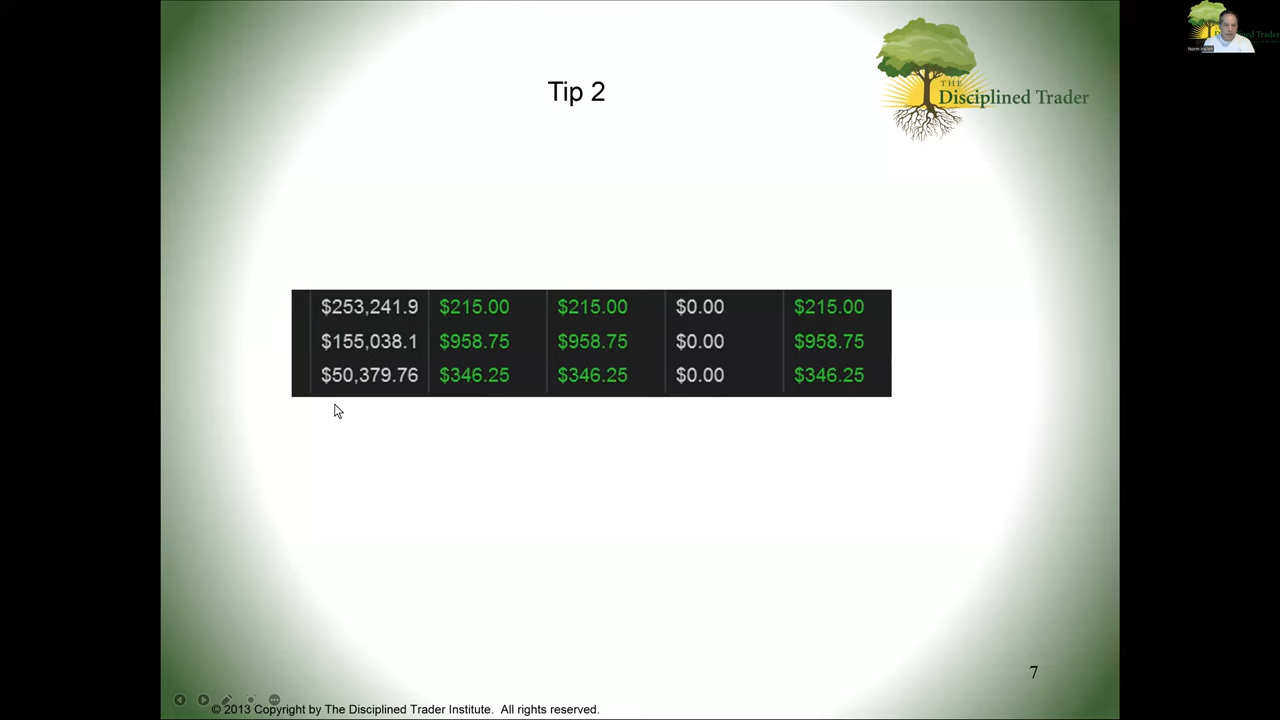 Tip 2
THE
Disciplined Trader
$253,241.9 $215.00 $215.00 $0.00 $215.00
$155,038.1 $958.75 $958.75 $0.00 $958.75
$50,379.76 $346.25 $346.25 $0.00 $346.25
7
© 2013 Copyright by The Disciplined Trader Institute. All rights reserved.